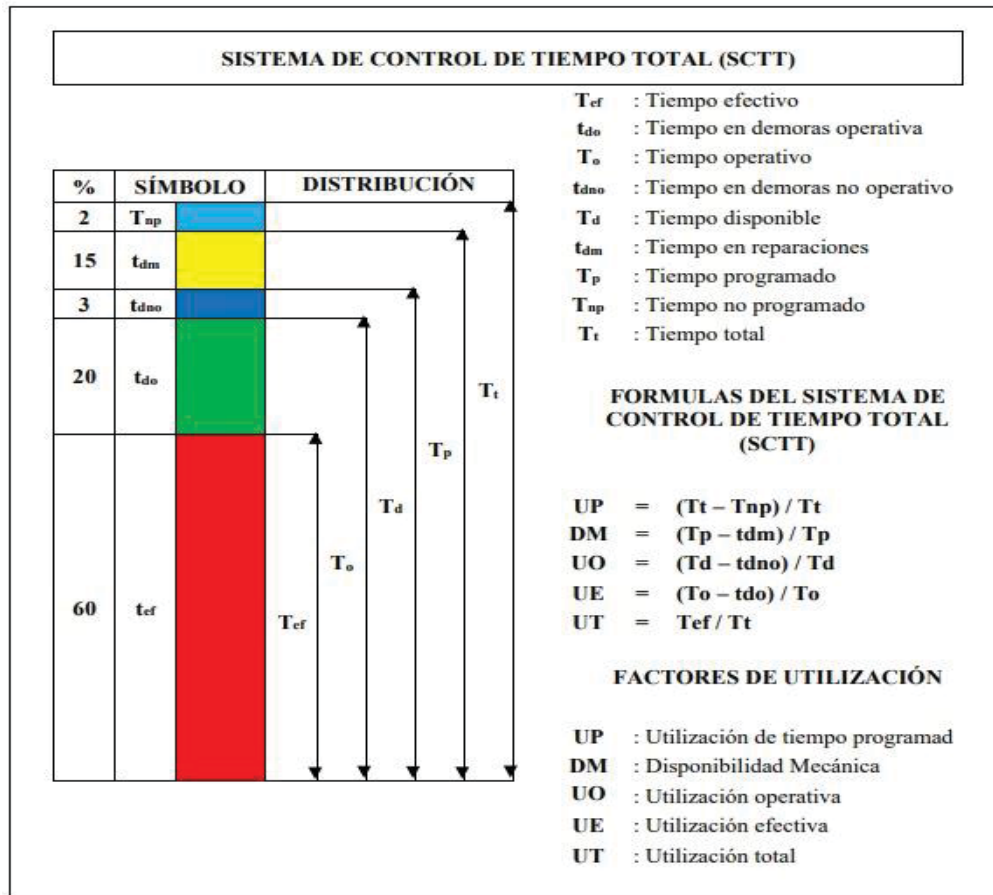 SISTEMA DE CONTROL DE TIEMPO TOTAL (SCTT)
% SÍMBOLO DISTRIBUCIÓN
2 Tnp
15 tdm
3 tdno
20 tdo
60 tef
Tef
To
Td
Tp
Tt
Tef : Tiempo efectivo
tdo : Tiempo en demoras operativa
To : Tiempo operativo
tdno : Tiempo en demoras no operativo
Td : Tiempo disponible
tdm : Tiempo en reparaciones
Tp : Tiempo programado
Tnp : Tiempo no programado
Tt : Tiempo total
FORMULAS DEL SISTEMA DE
CONTROL DE TIEMPO TOTAL
(SCTT)
UP = (Tt – Tnp) / Tt
DM = (Tp – tdm) / Tp
UO = (Td – tdno) / Td
UE = (To – tdo) / To
UT = Tef / Tt
FACTORES DE UTILIZACIÓN
UP : Utilización de tiempo programad
DM : Disponibilidad Mecánica
UO : Utilización operativa
UE : Utilización efectiva
UT : Utilización total